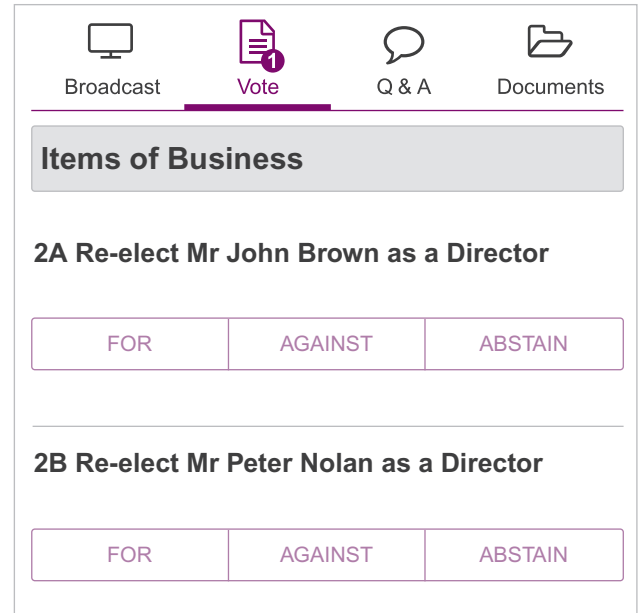 1
Broadcast Vote Q & A Documents
Items of Business
2A Re-elect Mr John Brown as a Director
FOR AGAINST ABSTAIN
2B Re-elect Mr Peter Nolan as a Director
FOR AGAINST ABSTAIN